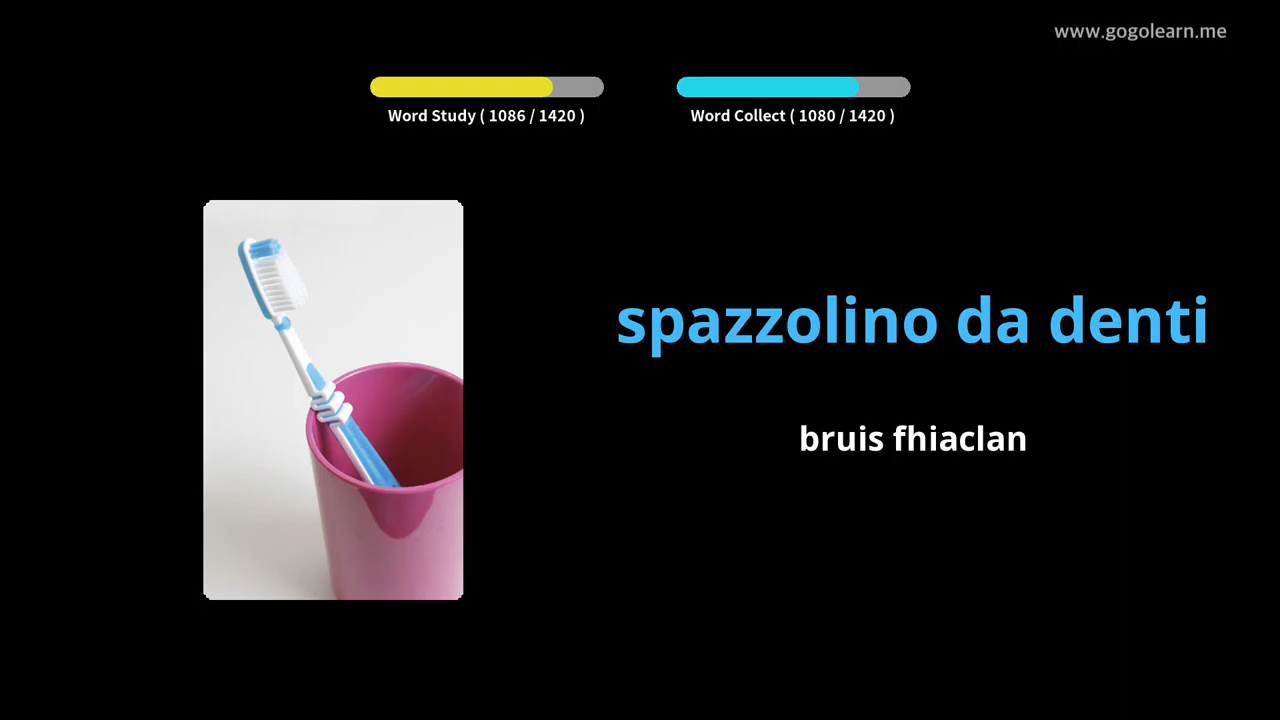 www.gogolearn.me
Word Study ( 1086 / 1420 )
Word Collect ( 1080 / 1420 )
spazzolino da denti
bruis fhiaclan